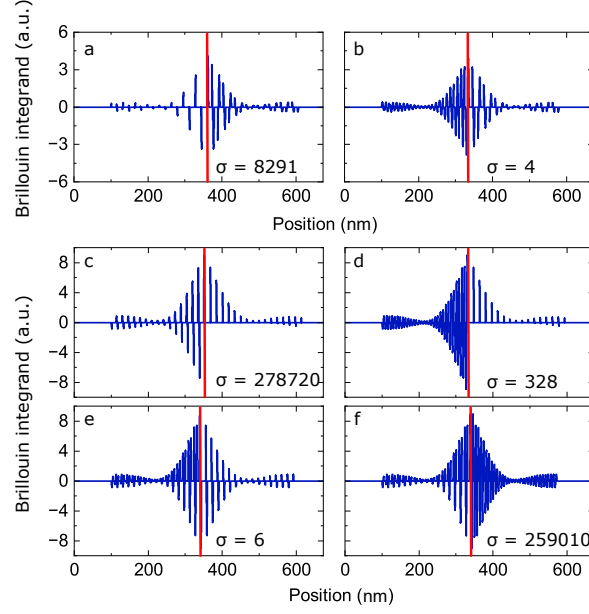 Brillouin integrand (a.u.)
6
3
0
-3
-6
a
σ = 8291
b
σ = 4
0
200
400
600
0
200
400
600
Position (nm)
Brillouin integrand (a.u.)
8
4
0
-4
-8
c
σ = 278720
d
σ = 328
8
4
0
-4
-8
e
σ = 6
f
σ = 259010
0
200
400
600
0
200
400
600
Position (nm)